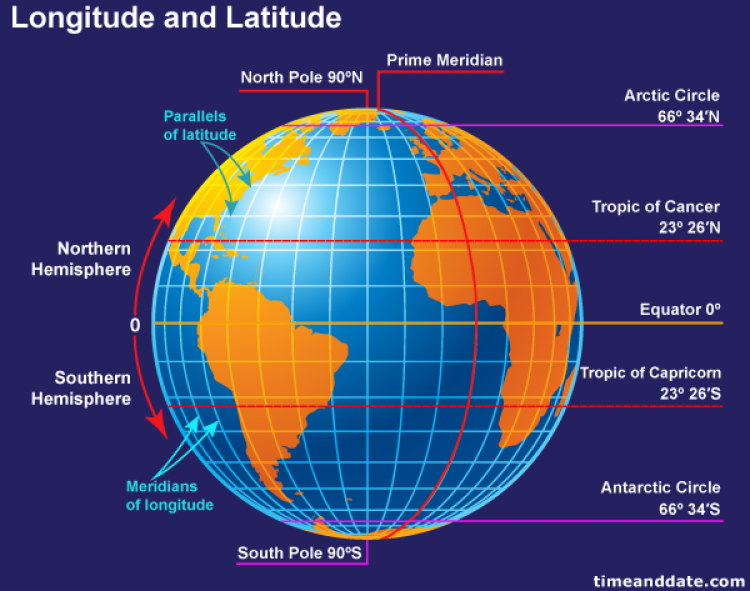 Longitude and Latitude
Prime Meridian
North Pole 90ºN
Arctic Circle
66º 34′N
Parallels
of latitude
Tropic of Cancer
23º 26′N
Northern
Hemisphere
Equator 0º
0
Tropic of Capricorn
23º 26′S
Southern
Hemisphere
Meridians
of longitude
Antarctic Circle
66º 34′S
South Pole 90ºS
timeanddate.com